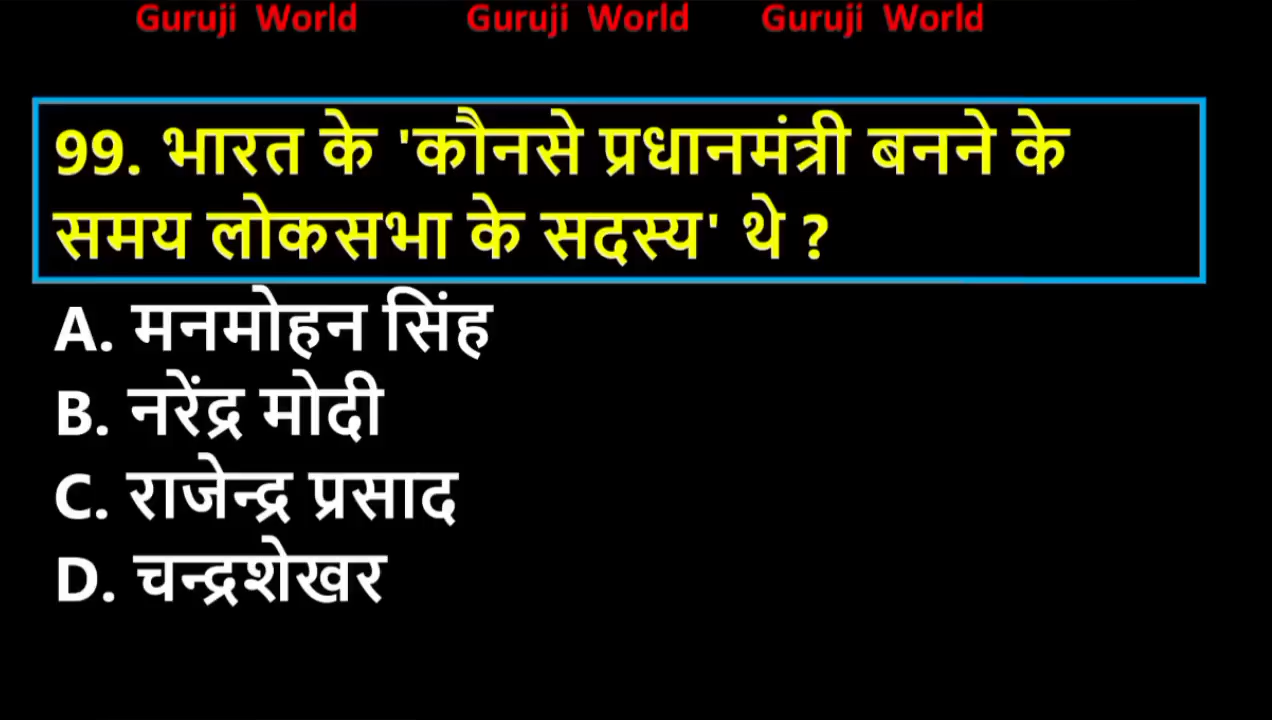 Guruji World Guruji World Guruji World
99. भारत के 'कौनसे प्रधानमंत्री बनने के
समय लोकसभा के सदस्य' थे ?
A. मनमोहन सिंह
B. नरेंद्र मोदी
C. राजेन्द्र प्रसाद
D. चन्द्रशेखर